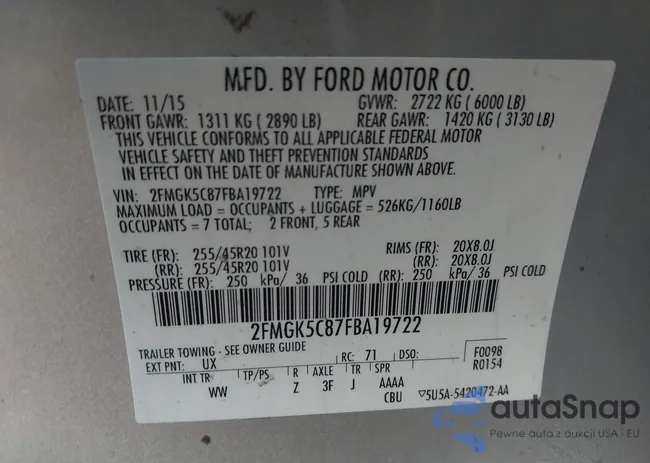 MFD. BY FORD MOTOR CO.
DATE: 11/15 GVWR: 2722 KG (6000 LB)
FRONT GAWR: 1311 KG (2890 LB) REAR GAWR: 1420 KG (3130 LB)
THIS VEHICLE CONFORMS TO ALL APPLICABLE FEDERAL MOTOR
VEHICLE SAFETY AND THEFT PREVENTION STANDARDS
IN EFFECT ON THE DATE OF MANUFACTURE SHOWN ABOVE.
VIN: 2FMGK5C87FBA19722 TYPE: MPV
MAXIMUM LOAD = OCCUPANTS + LUGGAGE = 526KG/1160LB
OCCUPANTS = 7 TOTAL; 2 FRONT, 5 REAR
TIRE (FR): 255/45R20 101V RIMS (FR): 20X8.0J
(RR): 255/45R20 101V (RR): 20X8.0J
PRESSURE (FR): 250 kPa/ 36 PSI COLD (RR): 250 kPa/ 36 PSI COLD
2FMGK5C87FBA19722
TRAILER TOWING - SEE OWNER GUIDE
EXT PNT: UX RC: 71 DSO: F0098
R0154
INT TR TP/PS R AXLE TR SPR
WW Z 3F J AAAA
CBU
▽5U5A-5420472-AA
autaSnap
Pewne auta z aukcji USA i EU